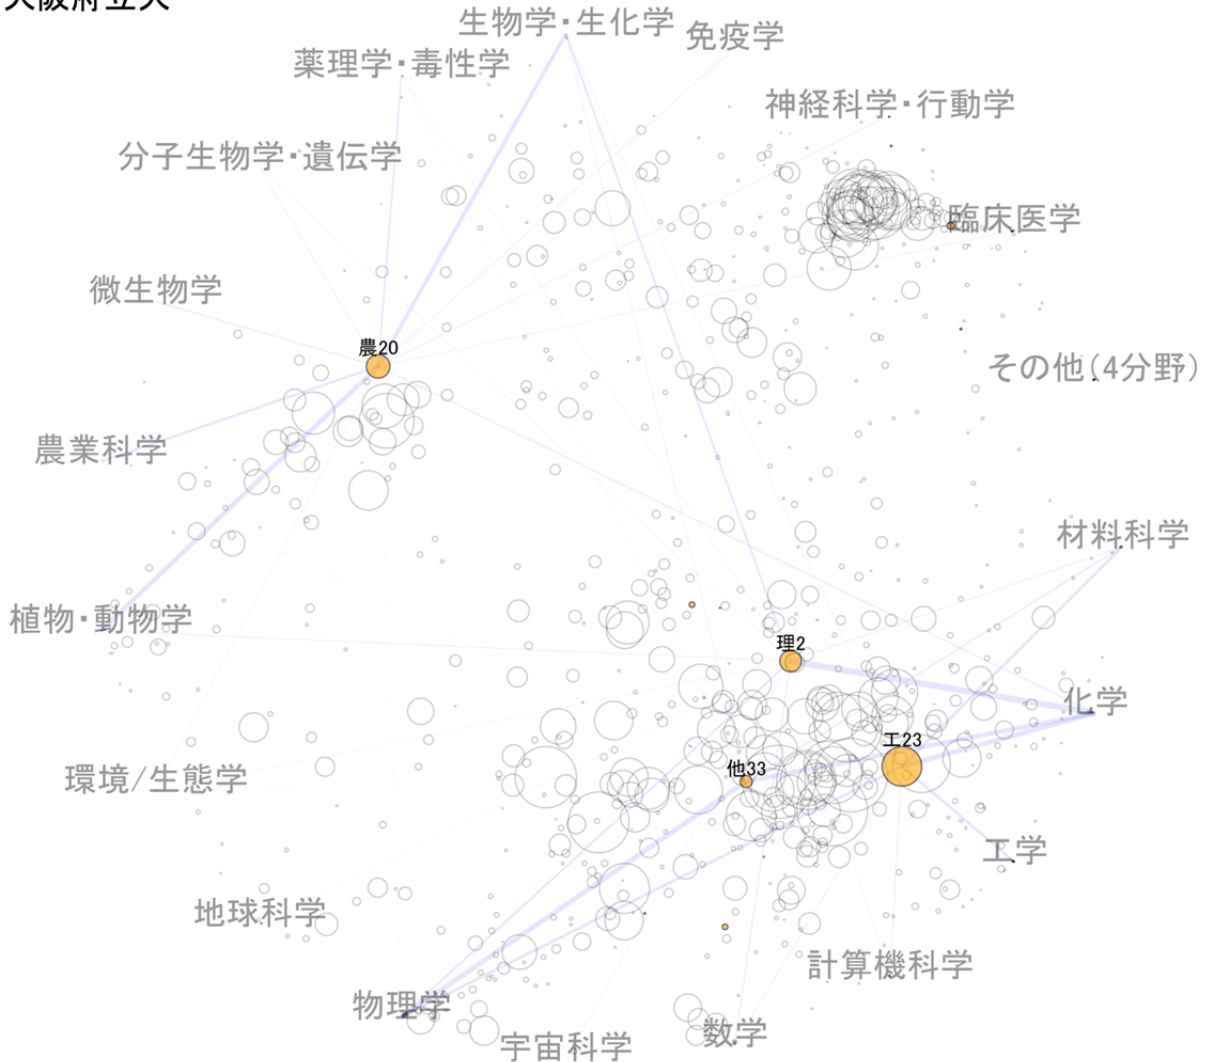 大阪府立大
生物学・生化学
免疫学
薬理学・毒性学
神経科学・行動学
分子生物学・遺伝学
臨床医学
微生物学
農20
その他(4分野)
農業科学
材料科学
植物・動物学
理2
化学
工23
他33
環境/生態学
工学
地球科学
計算機科学
物理学
数学
宇宙科学